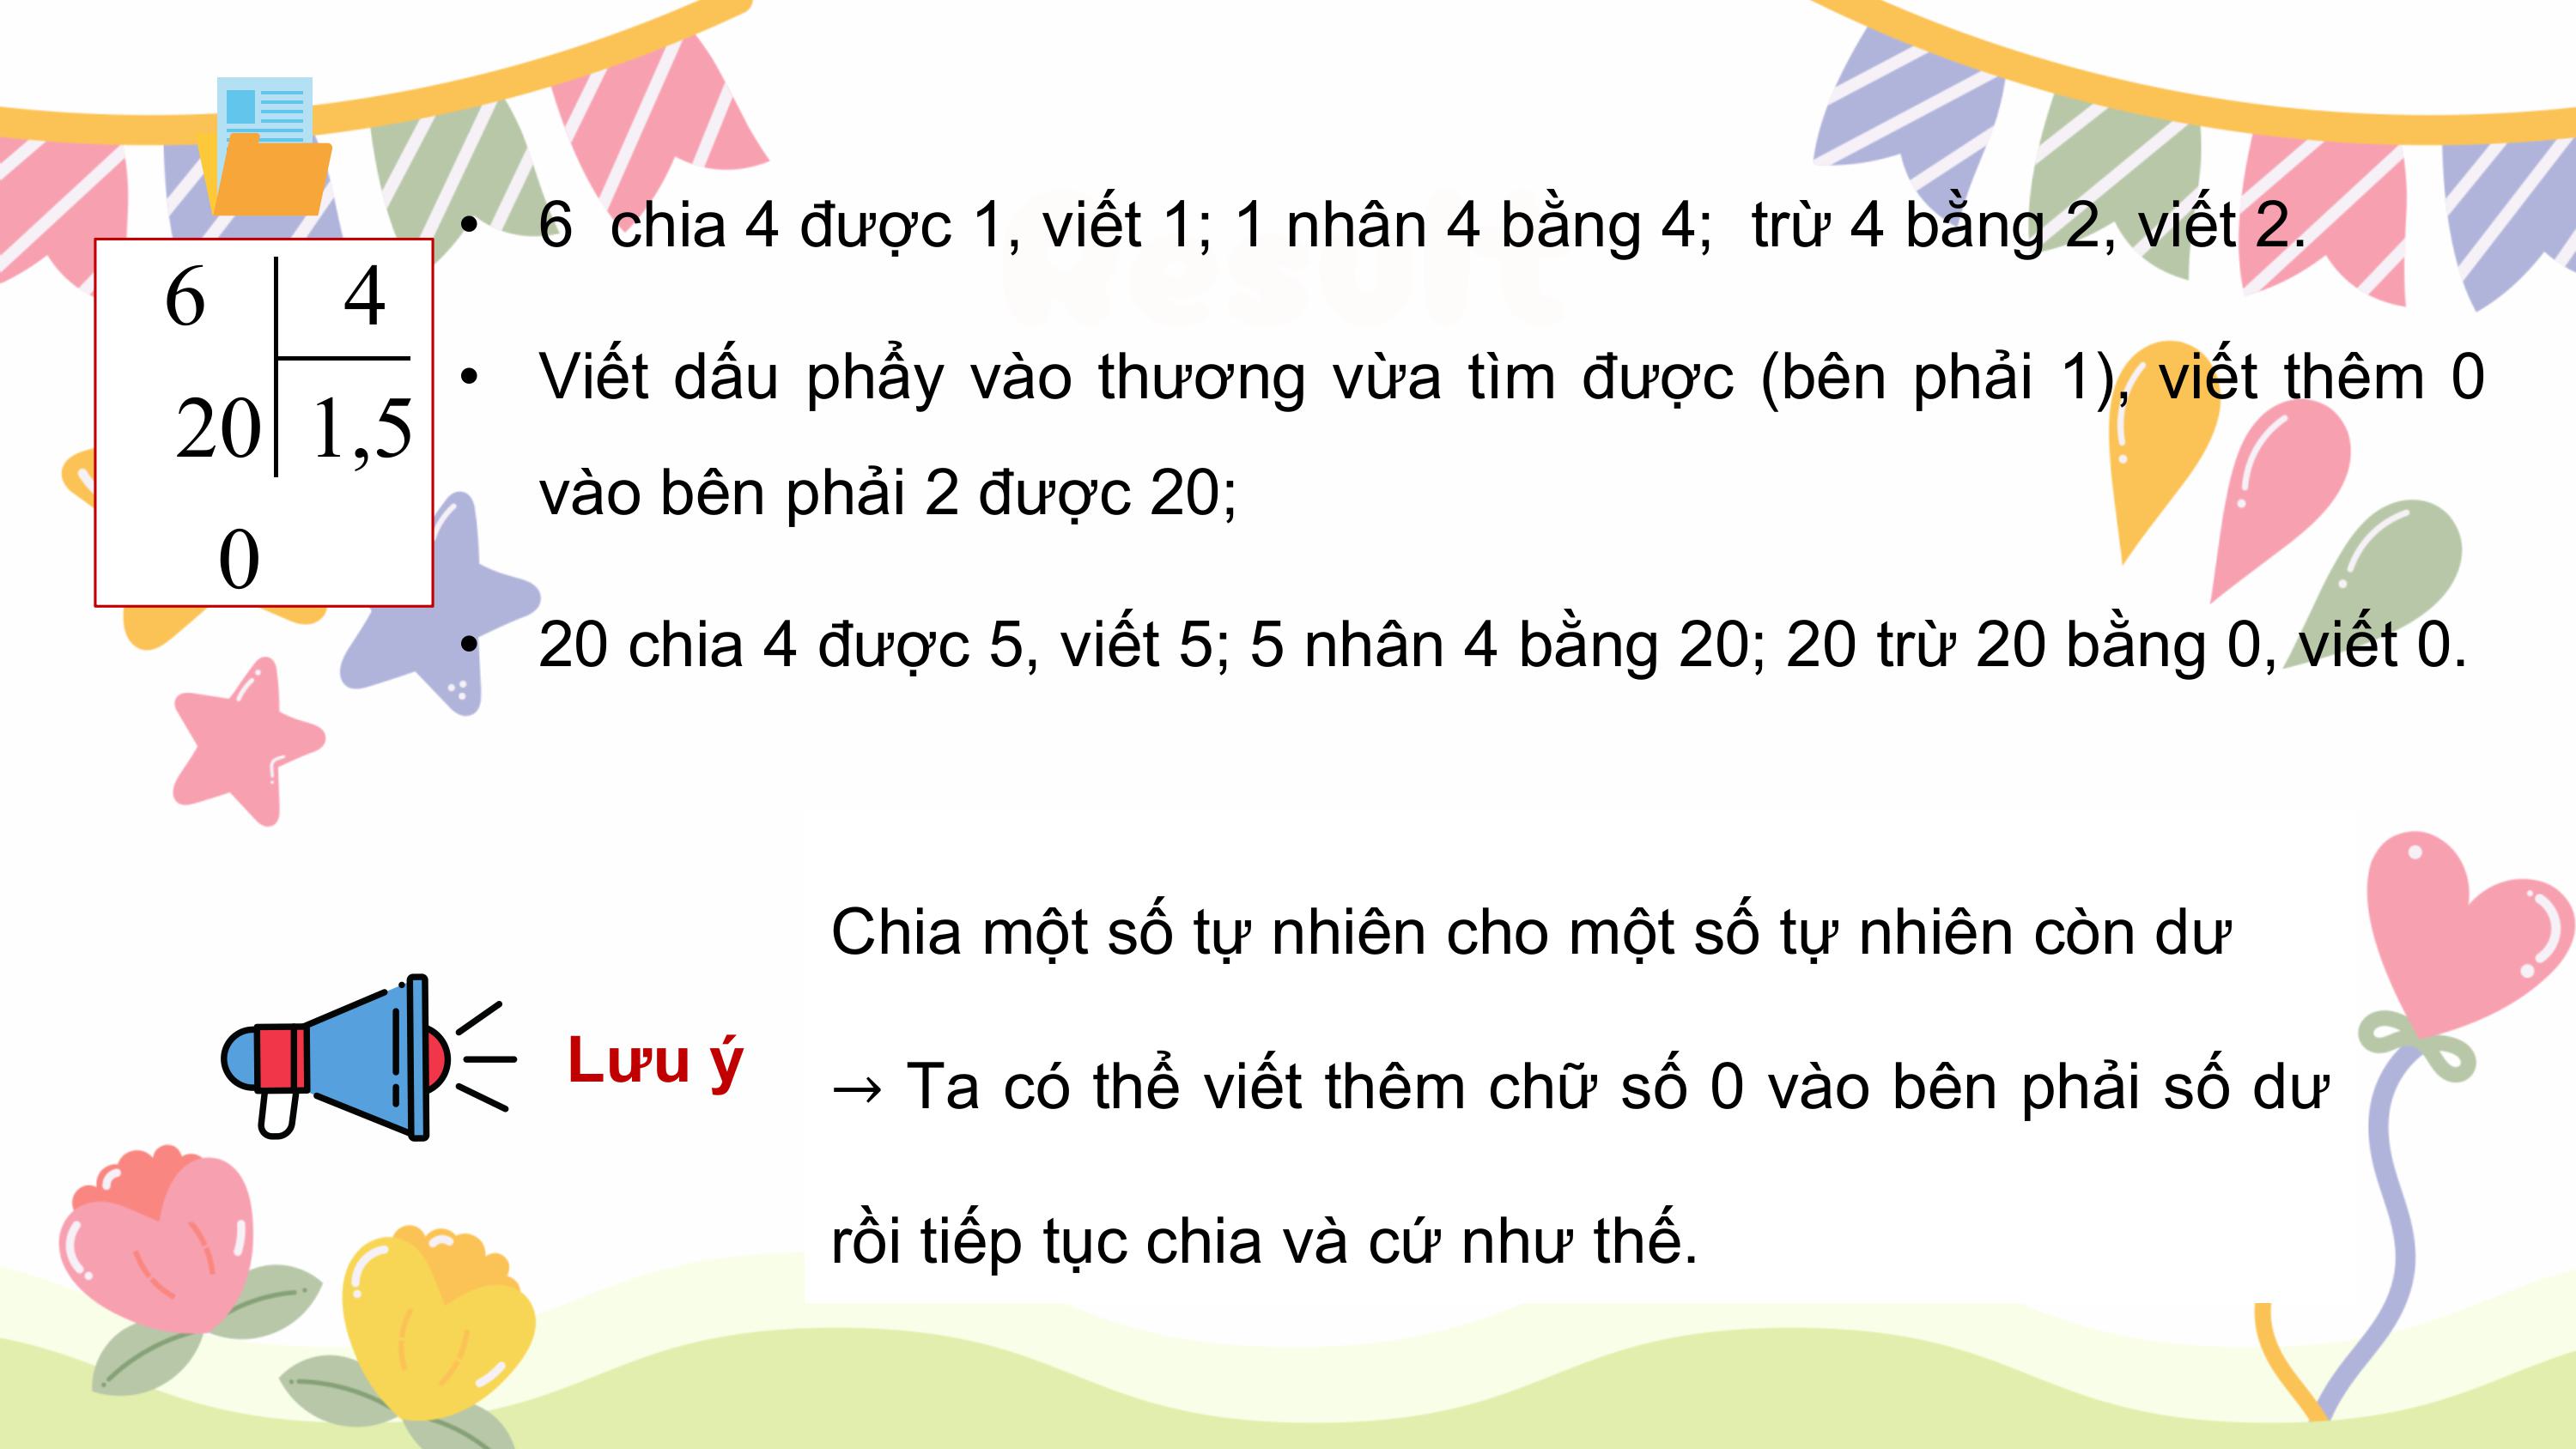 6 4
20 1,5
0
• 6 chia 4 được 1, viết 1; 1 nhân 4 bằng 4; trừ 4 bằng 2, viết 2.
• Viết dấu phẩy vào thương vừa tìm được (bên phải 1), viết thêm 0
vào bên phải 2 được 20;
• 20 chia 4 được 5, viết 5; 5 nhân 4 bằng 20; 20 trừ 20 bằng 0, viết 0.
Lưu ý
Chia một số tự nhiên cho một số tự nhiên còn dư
→ Ta có thể viết thêm chữ số 0 vào bên phải số dư
rồi tiếp tục chia và cứ như thế.